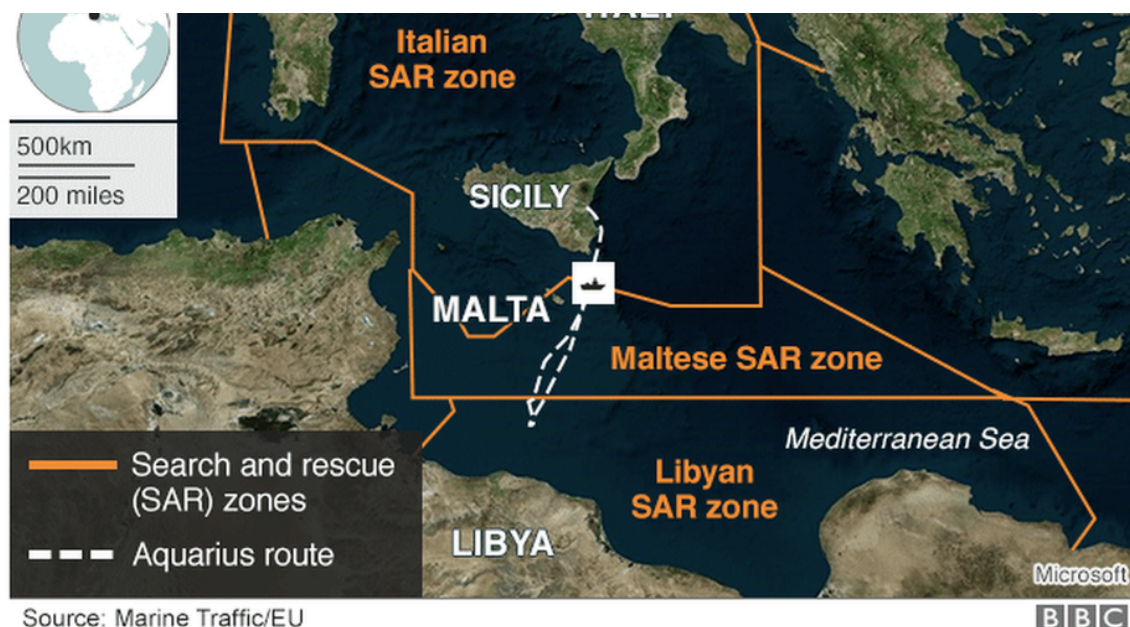 ITALY
Italian
SAR zone
500km
200 miles
SICILY
MALTA
Maltese SAR zone
Mediterranean Sea
Search and rescue
(SAR) zones
Libyan
SAR zone
Aquarius route
LIBYA
Microsoft
Source: Marine Traffic/EU
BBC